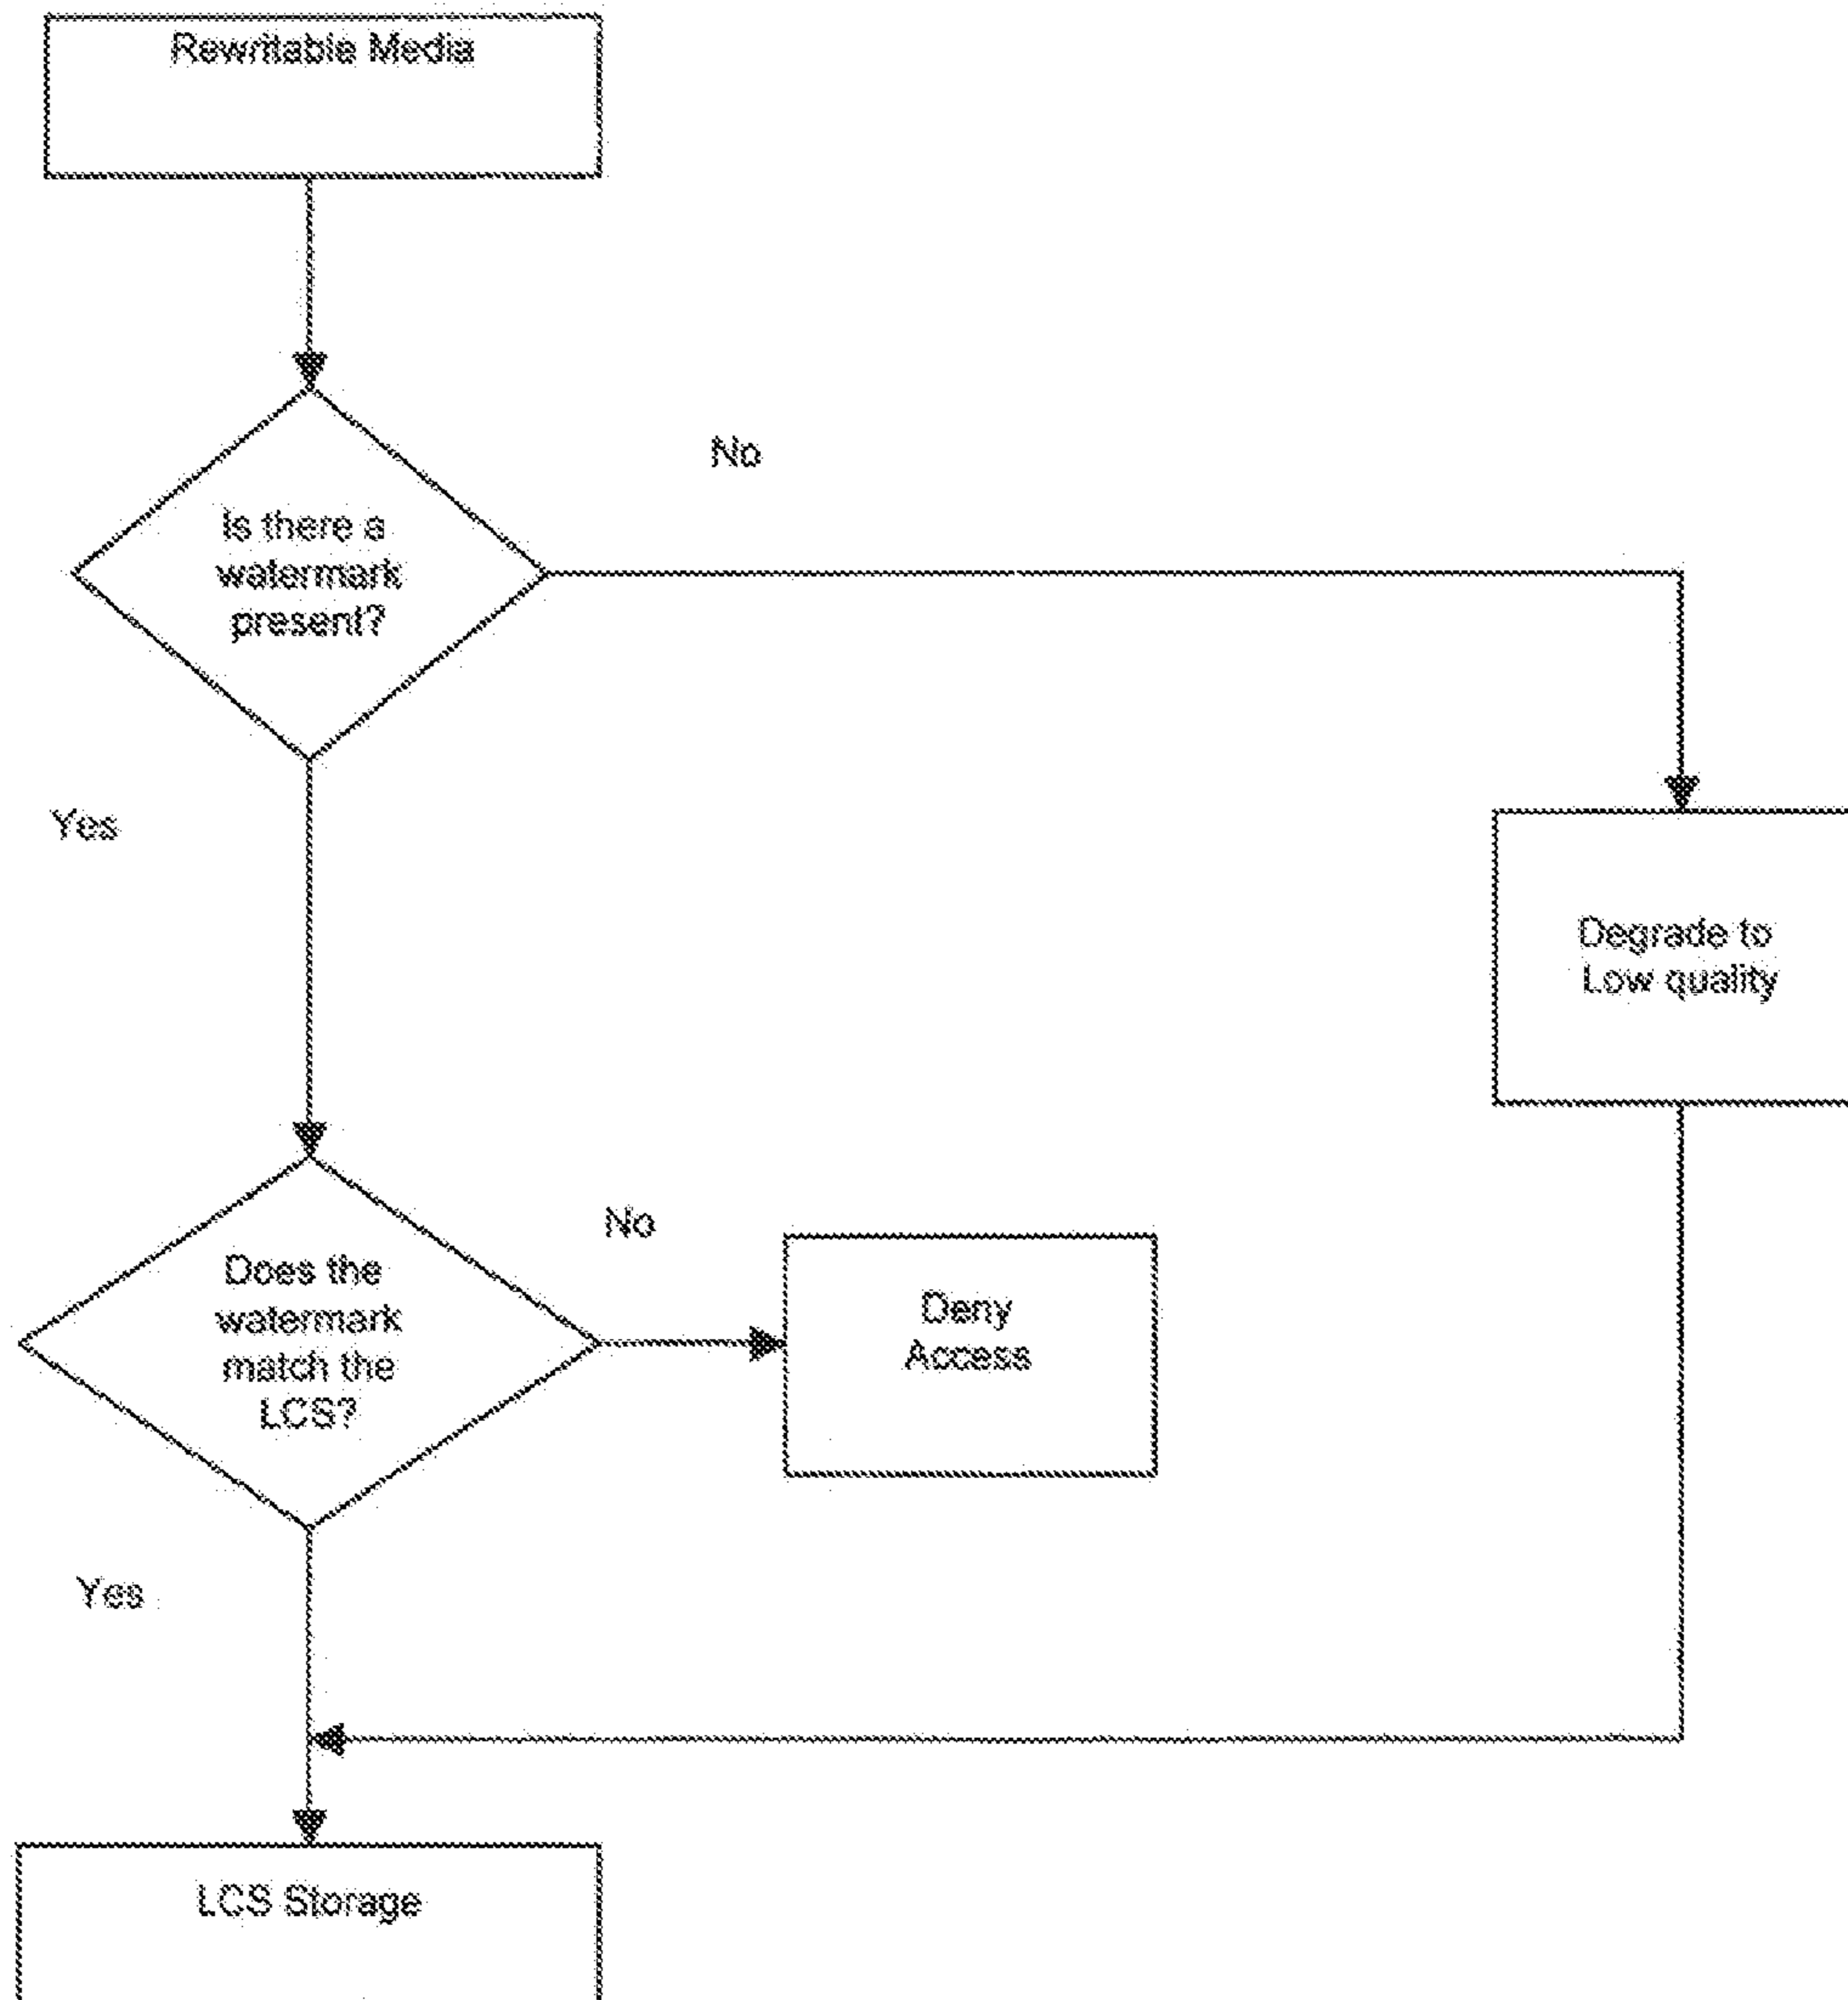 Rewritable Media
No
Is there a
watermark
present?
Yes
Degrade to
Low quality
No
Does the
watermark
match the
LCS?
Deny
Access
Yes
LCS Storage